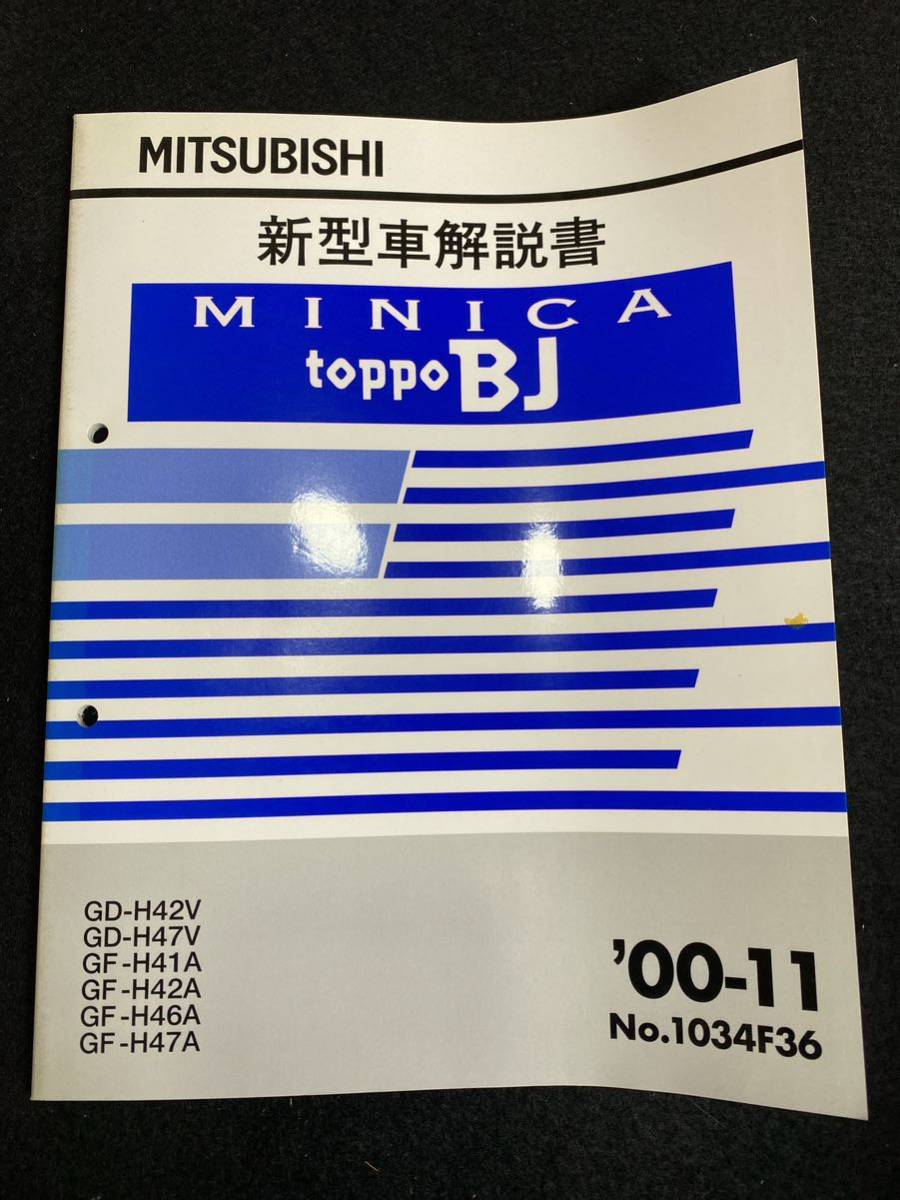 MITSUBISHI
新型車解説書
MINICA
toppo BJ
GD-H42V
GD-H47V
GF-H41A
GF-H42A
GF-H46A
GF-H47A
'00-11
No.1034F36